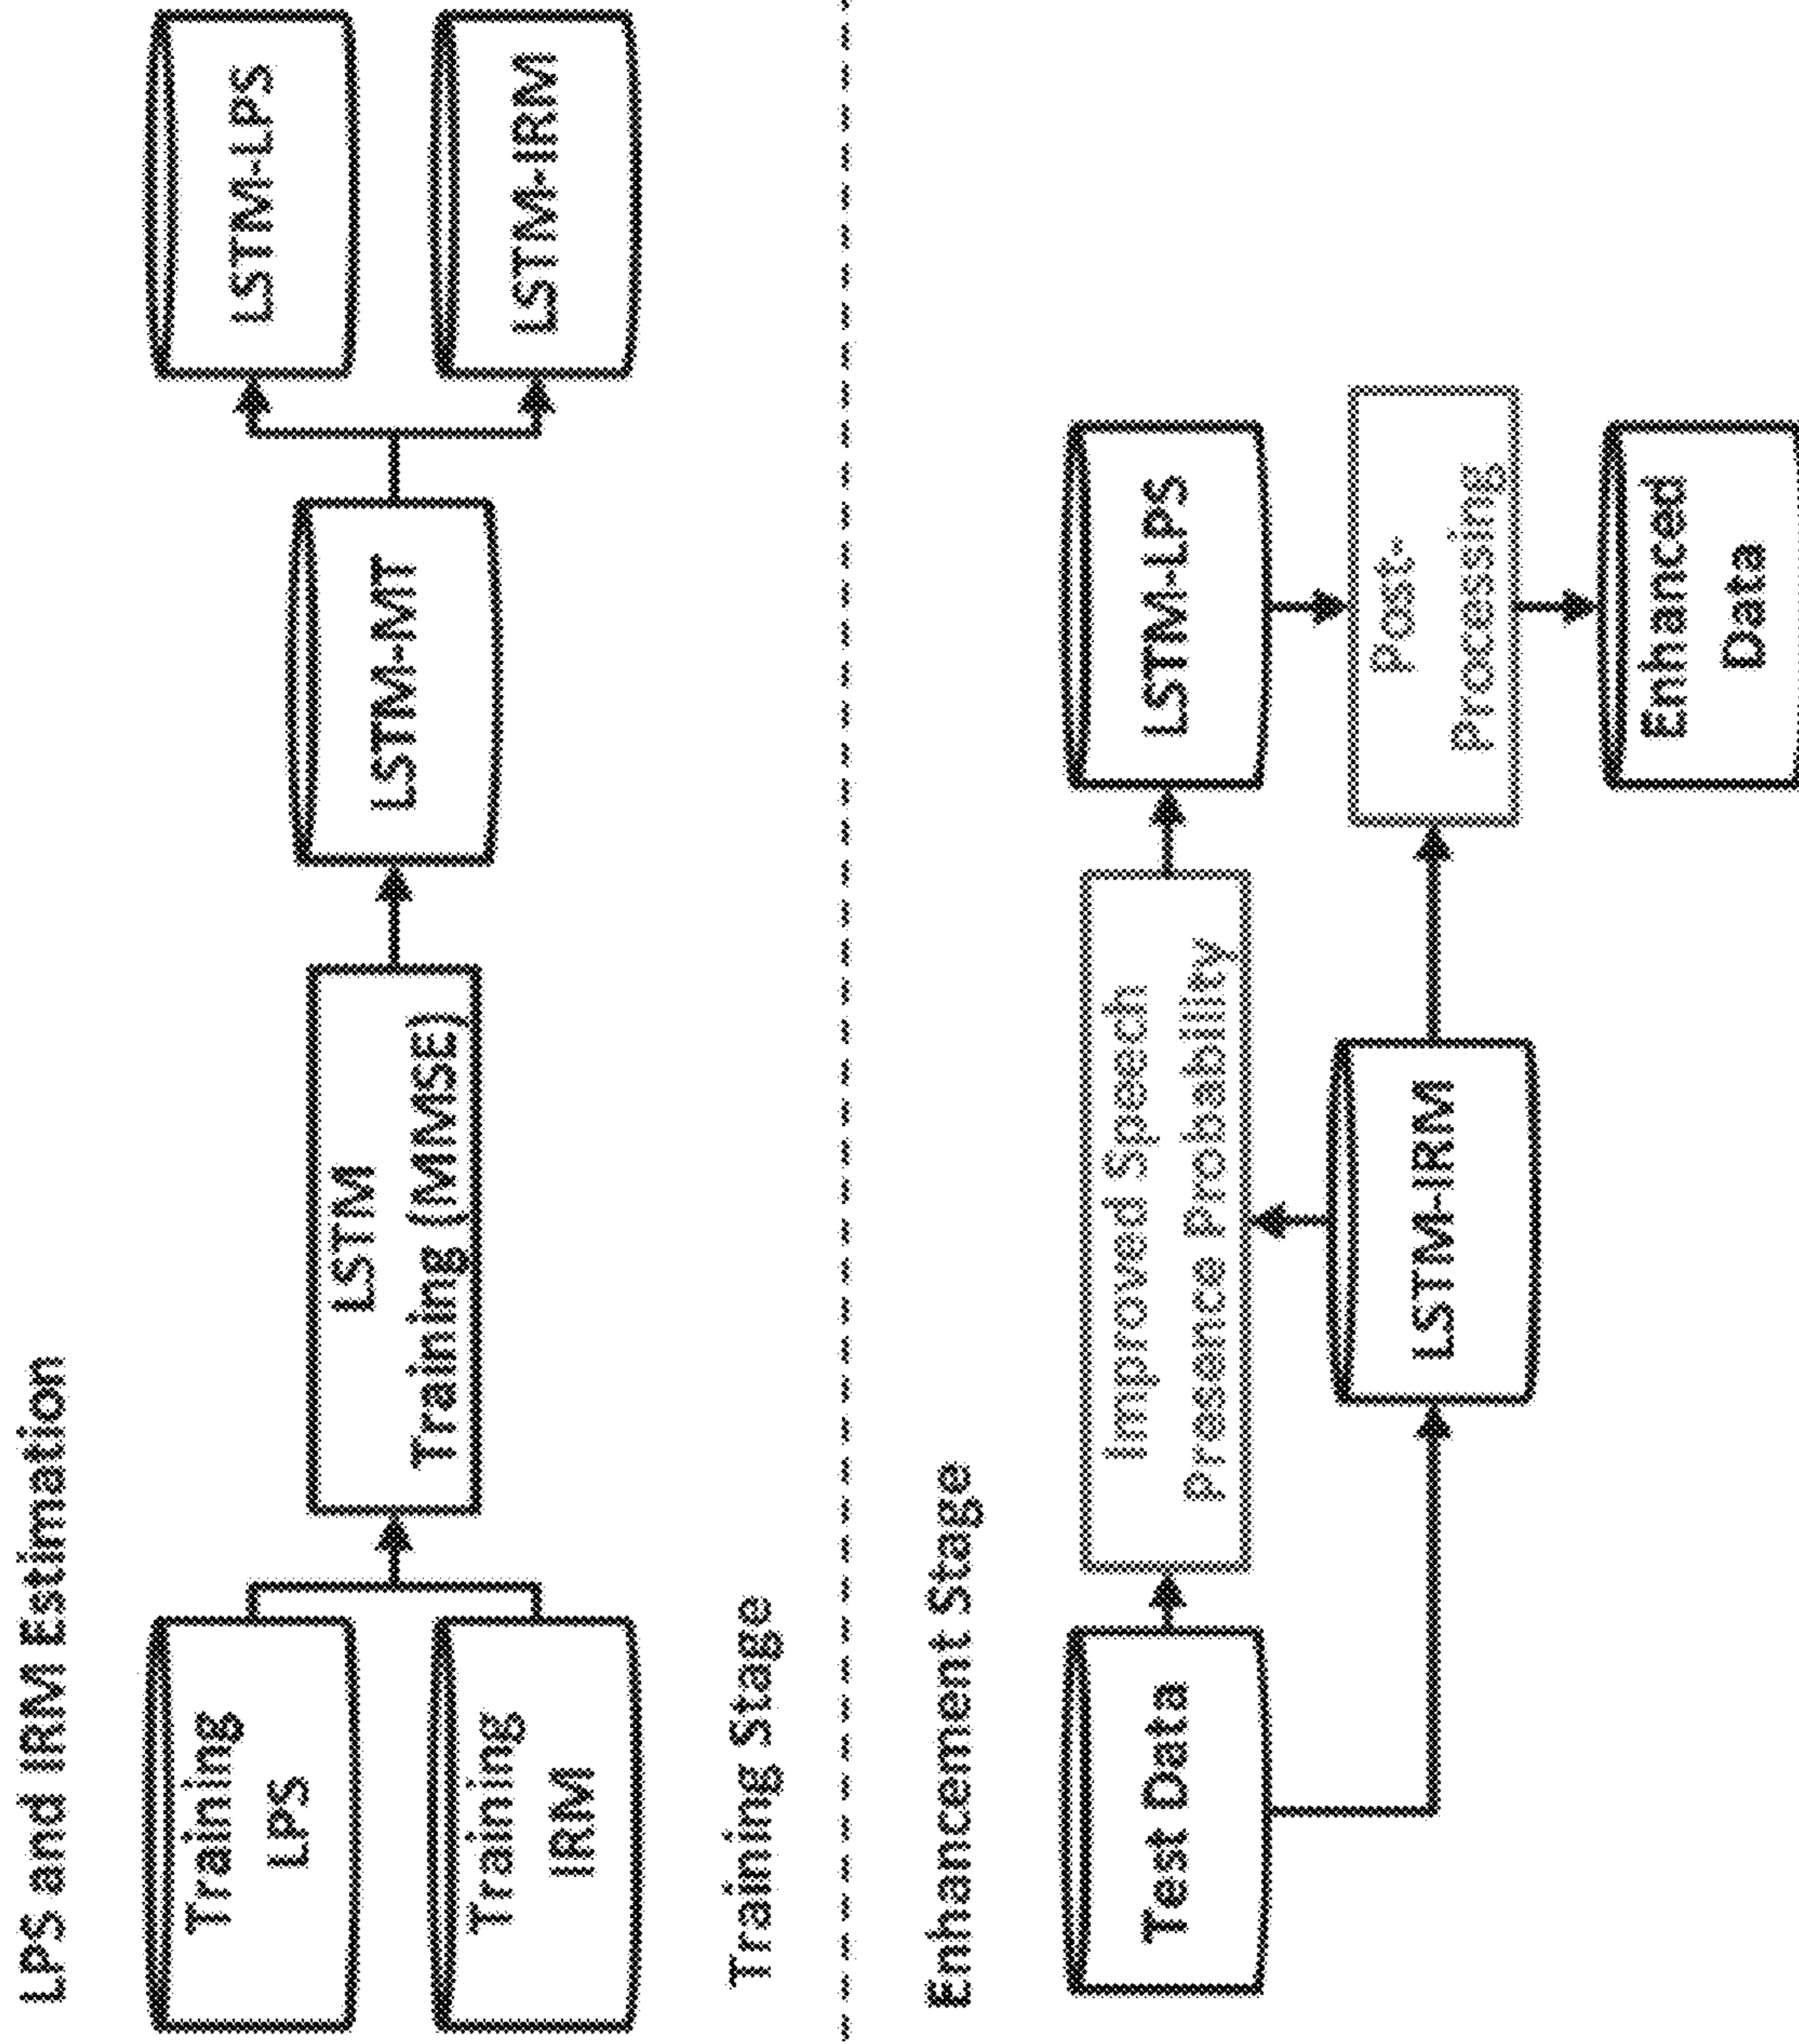 LPS and IRM Estimation
Training
LPS
Training
IRM
LSTM
Training (MMSE)
LSTM-MT
LSTM-LPS
LSTM-IRM
Training Stage
Enhancement Stage
Test Data
Improved Speech
Presence Probability
LSTM-LPS
LSTM-IRM
Post-
Processing
Enhanced
Data